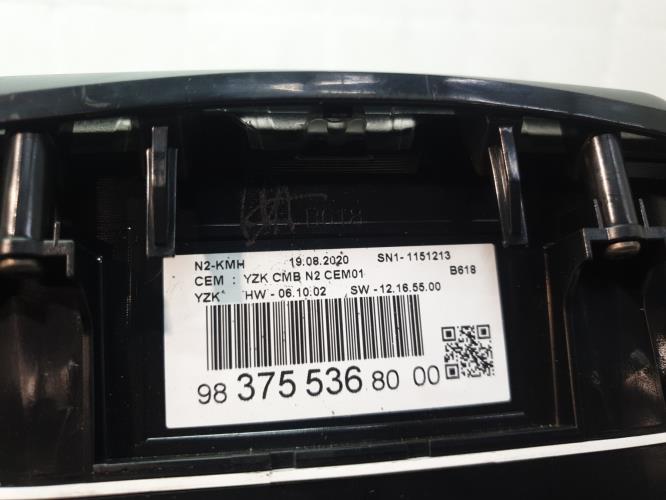 N2-KMH 19.08.2020 SN1- 1151213
CEM : YZK CMB N2 CEM01 B618
YZK HW - 06.10.02 SW - 12.16.55.00
98 375 536 80 00